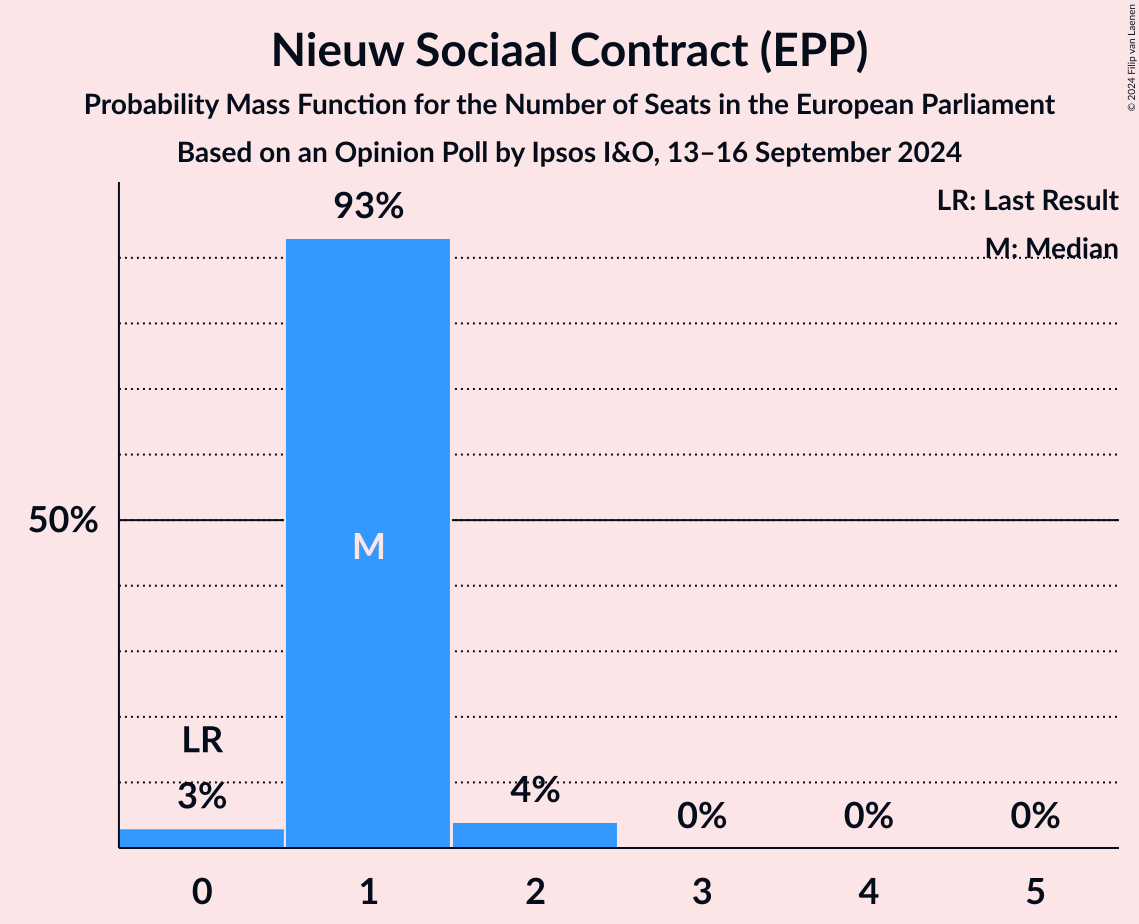 Nieuw Sociaal Contract (EPP)
Probability Mass Function for the Number of Seats in the European Parliament
Based on an Opinion Poll by Ipsos I&O, 13–16 September 2024
© 2024 Filip van Laenen
LR: Last Result
M: Median
93%
50%
M
LR
3%
4%
0%
0%
0%
0
1
2
3
4
5